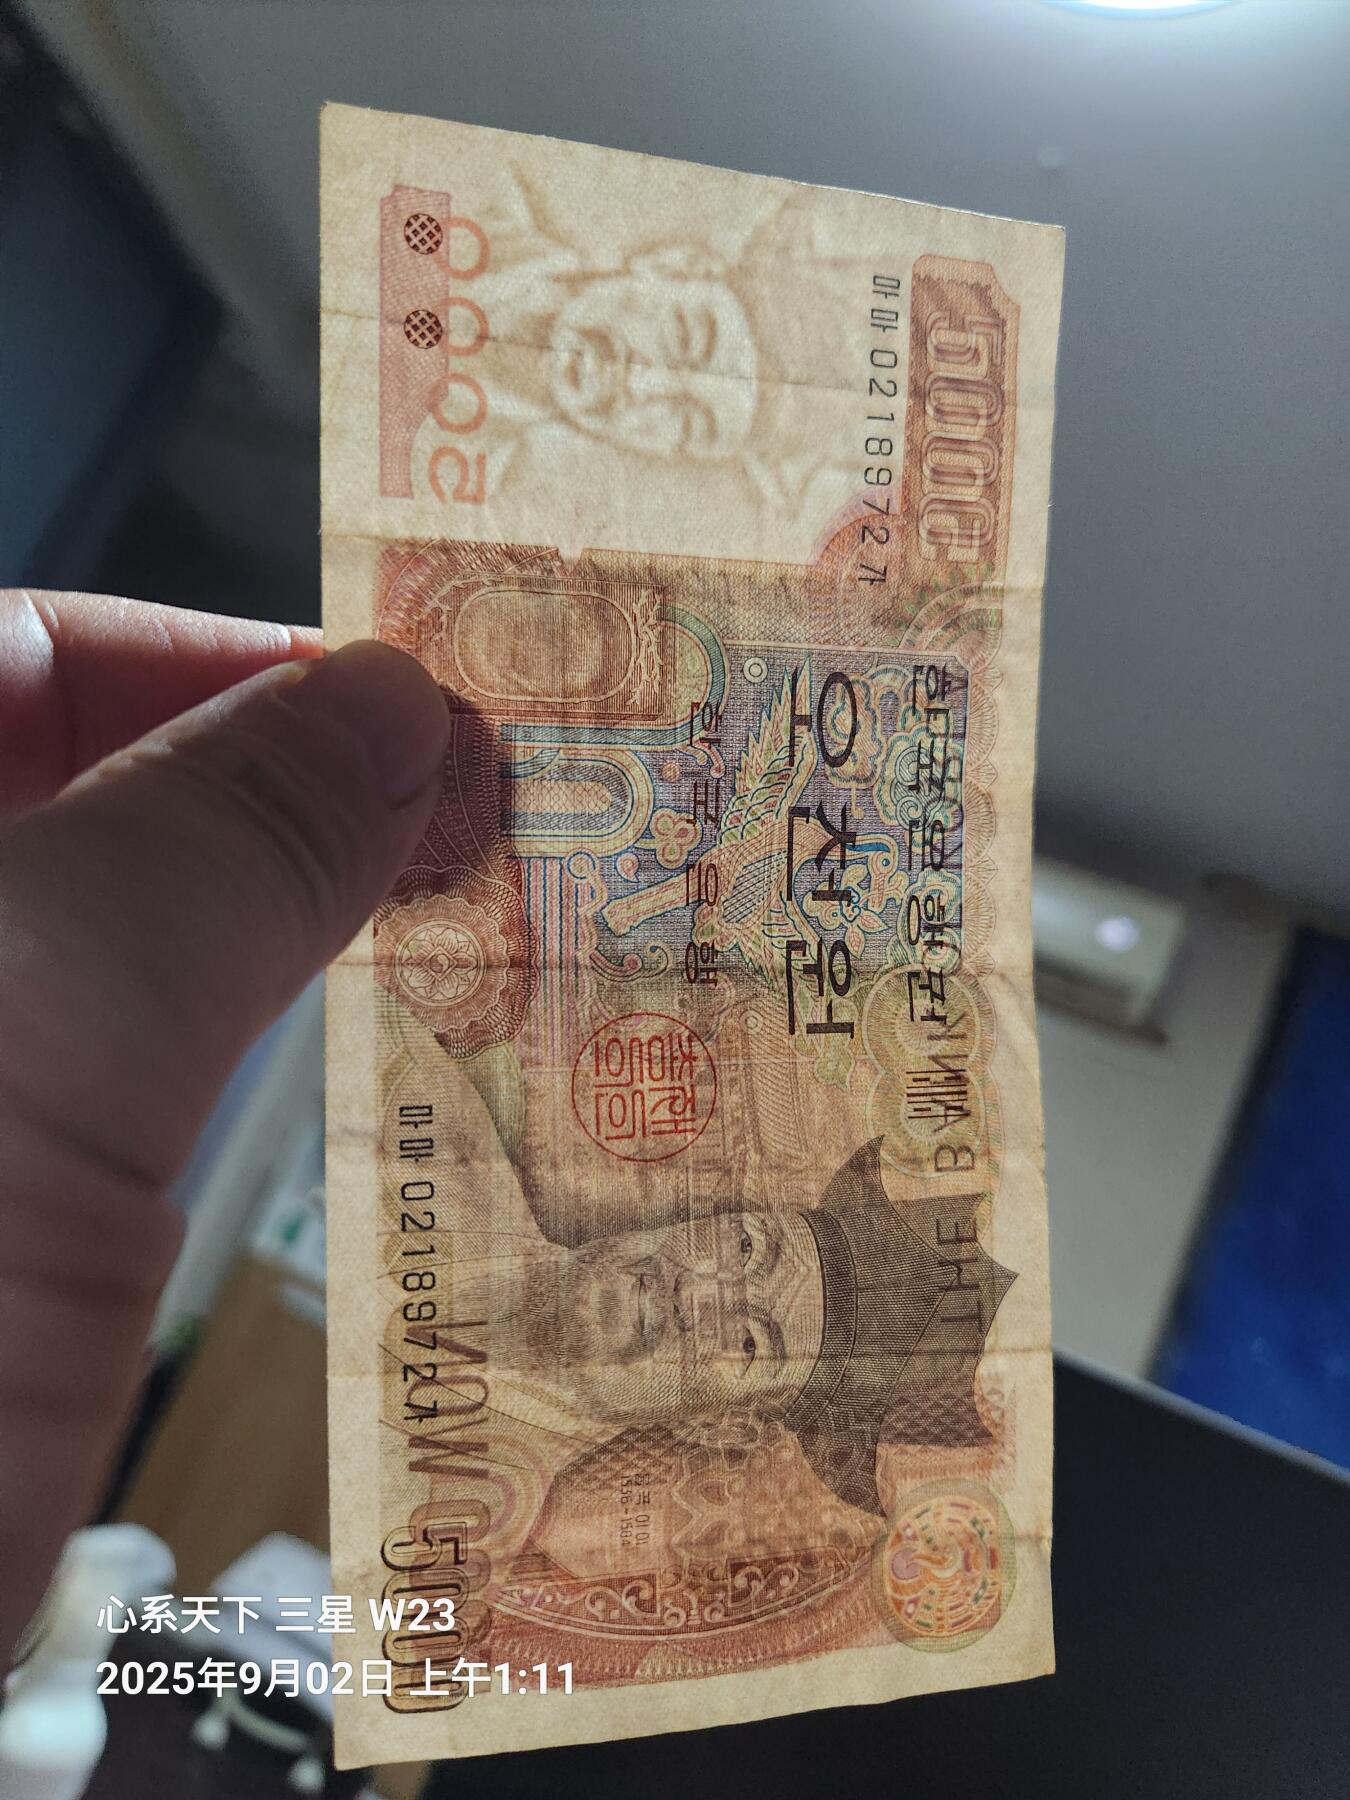 한국은행권
오천원
한국은행
총재의인
마마0218972가
5000
마마0218972가
5000
율곡 이이
1536-1584
5000
THE BANK
WON 5000
心系天下 三星 W23
2025年9月02日 上午1:11